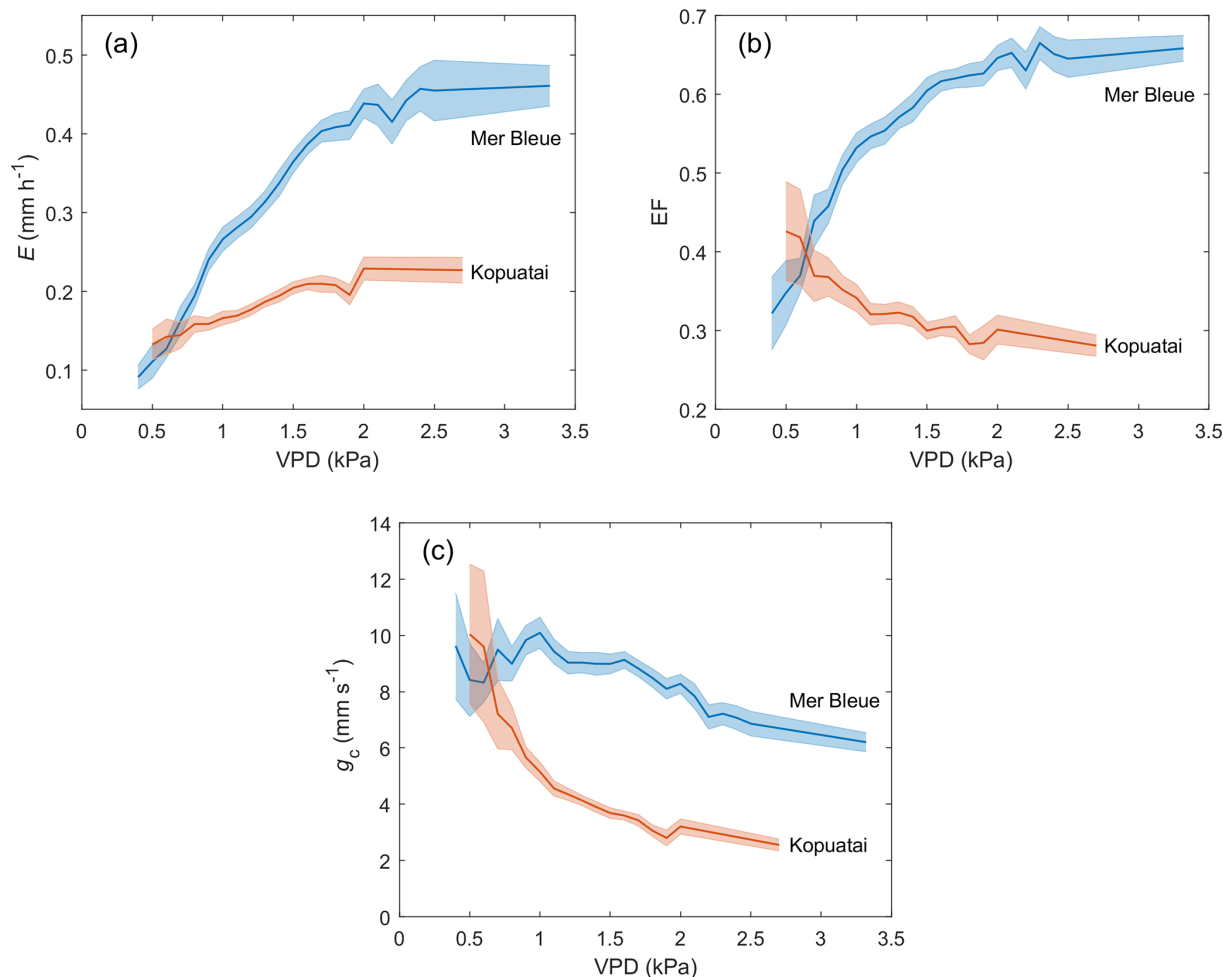 (a)
0.5
0.4
0.3
0.2
0.1
E (mm h⁻¹)
Mer Bleue
Kopuatai
0 0.5 1 1.5 2 2.5 3 3.5
VPD (kPa)
(b)
0.7
0.6
0.5
0.4
0.3
0.2
EF
Mer Bleue
Kopuatai
0 0.5 1 1.5 2 2.5 3 3.5
VPD (kPa)
(c)
14
12
10
8
6
4
2
0
g_c (mm s⁻¹)
Mer Bleue
Kopuatai
0 0.5 1 1.5 2 2.5 3 3.5
VPD (kPa)